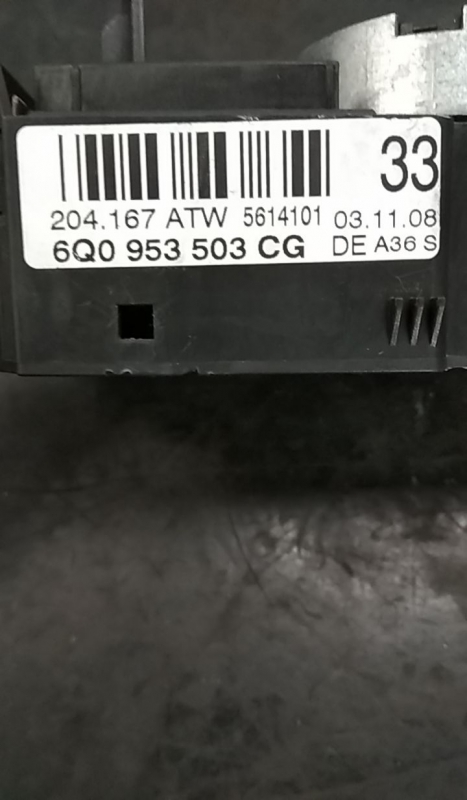 33
204.167 ATW 5614101 03.11.08
6Q0 953 503 CG DE A36 S